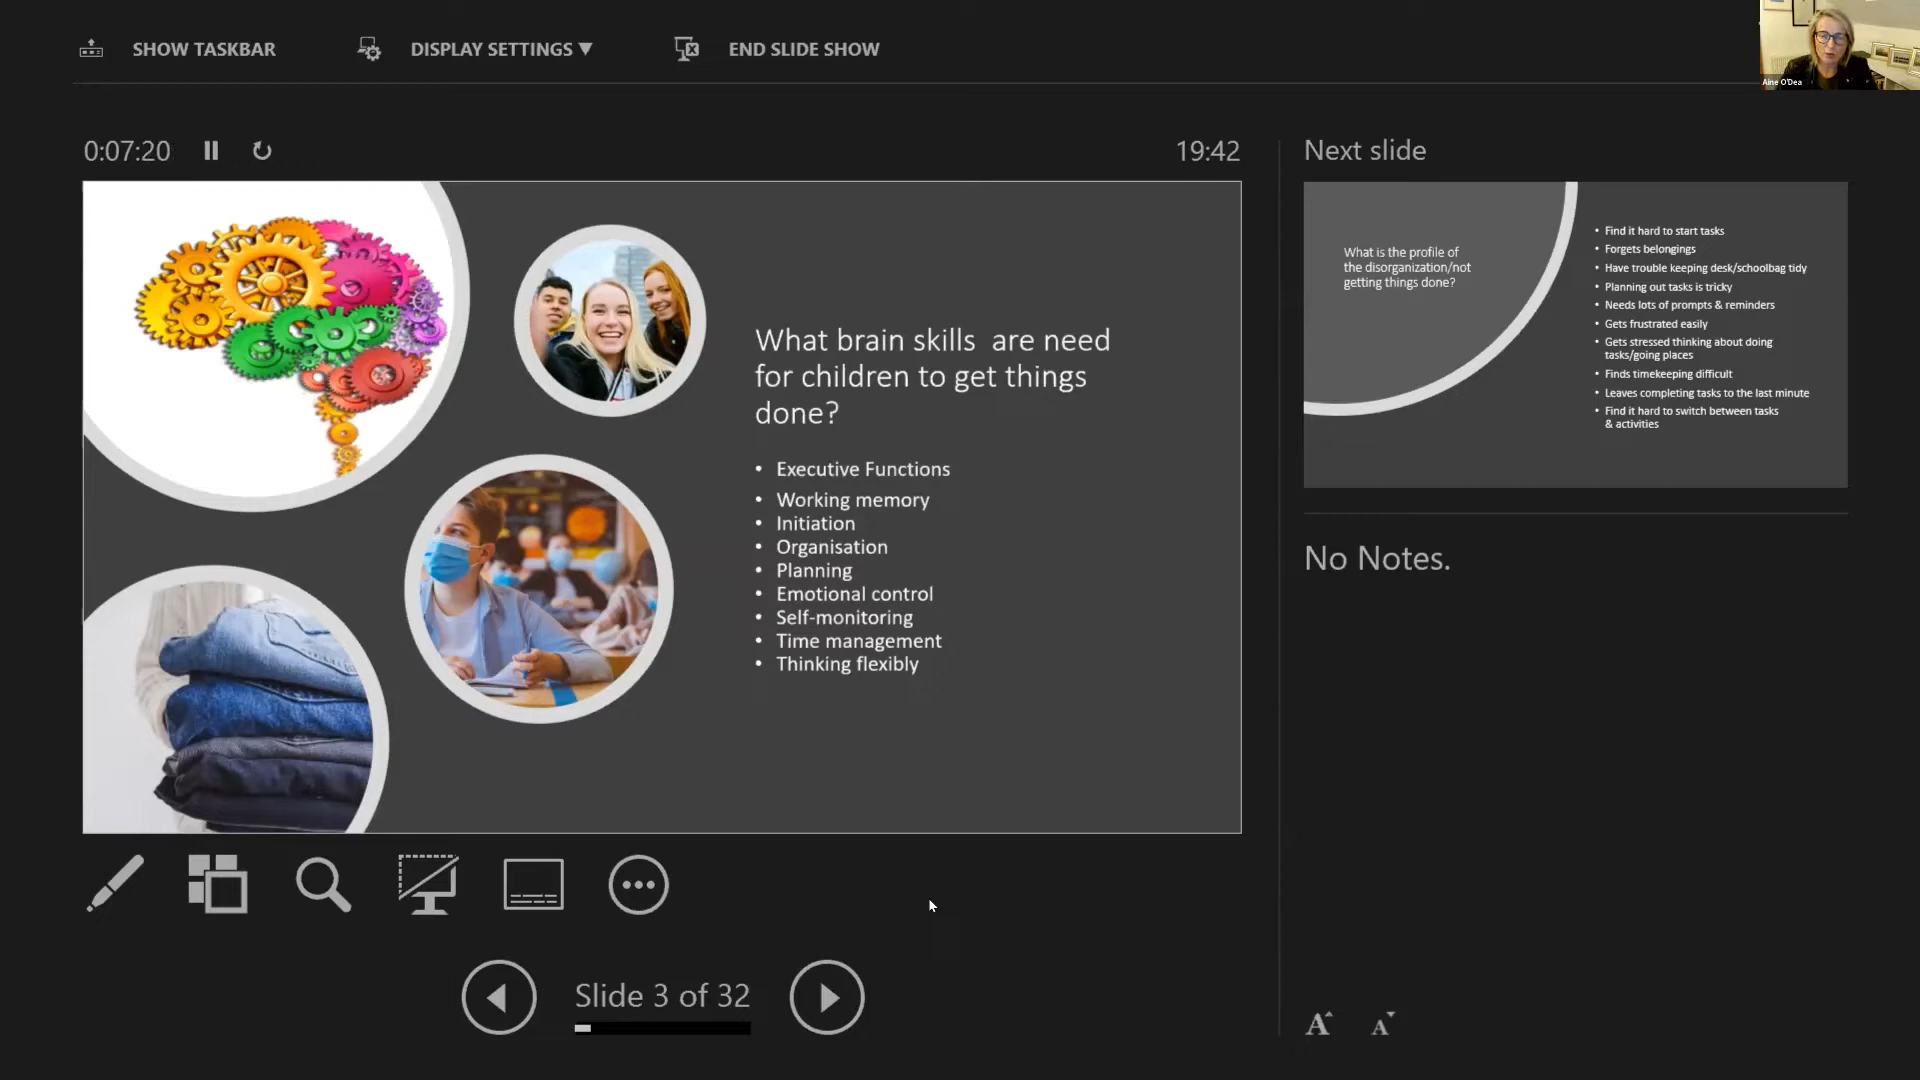 SHOW TASKBAR
DISPLAY SETTINGS ▼
END SLIDE SHOW
Aine O'Dea
0:07:20
19:42
Next slide
What brain skills  are need
for children to get things
done?
• Executive Functions
• Working memory
• Initiation
• Organisation
• Planning
• Emotional control
• Self-monitoring
• Time management
• Thinking flexibly
What is the profile of
the disorganization/not
getting things done?
• Find it hard to start tasks
• Forgets belongings
• Have trouble keeping desk/schoolbag tidy
• Planning out tasks is tricky
• Needs lots of prompts & reminders
• Gets frustrated easily
• Gets stressed thinking about doing
tasks/going places
• Finds timekeeping difficult
• Leaves completing tasks to the last minute
• Find it hard to switch between tasks
& activities
No Notes.
Slide 3 of 32
A A